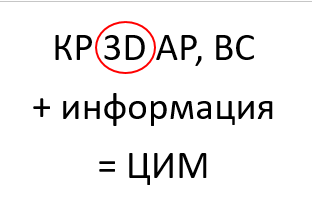 КР 3D АР, ВС
+ информация
= ЦИМ